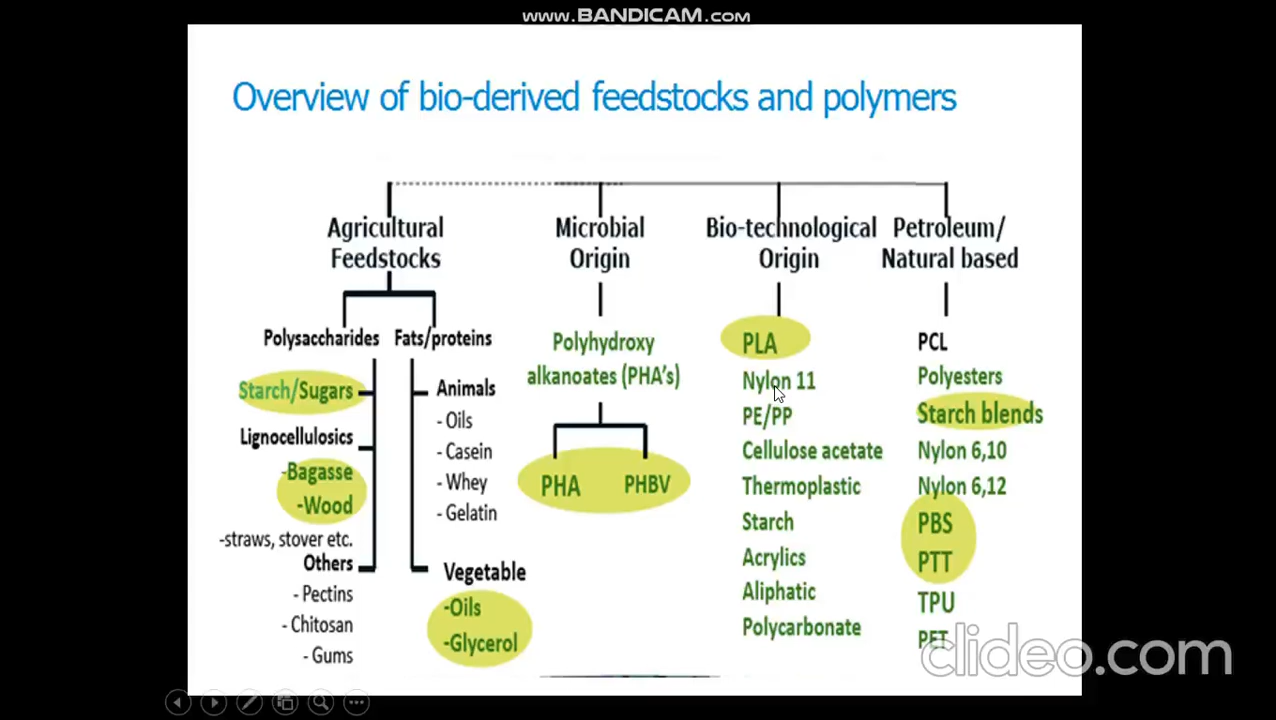 www.BANDICAM.com
Overview of bio-derived feedstocks and polymers
Agricultural
Feedstocks
Polysaccharides
Starch/Sugars
Lignocellulosics
-Bagasse
-Wood
-straws, stover etc.
Others
- Pectins
- Chitosan
- Gums
Fats/proteins
Animals
- Oils
- Casein
- Whey
- Gelatin
Vegetable
-Oils
-Glycerol
Microbial
Origin
Polyhydroxy
alkanoates (PHA's)
PHA PHBV
Bio-technological
Origin
PLA
Nylon 11
PE/PP
Cellulose acetate
Thermoplastic
Starch
Acrylics
Aliphatic
Polycarbonate
Petroleum/
Natural based
PCL
Polyesters
Starch blends
Nylon 6,10
Nylon 6,12
PBS
PTT
TPU
PET
clideo.com